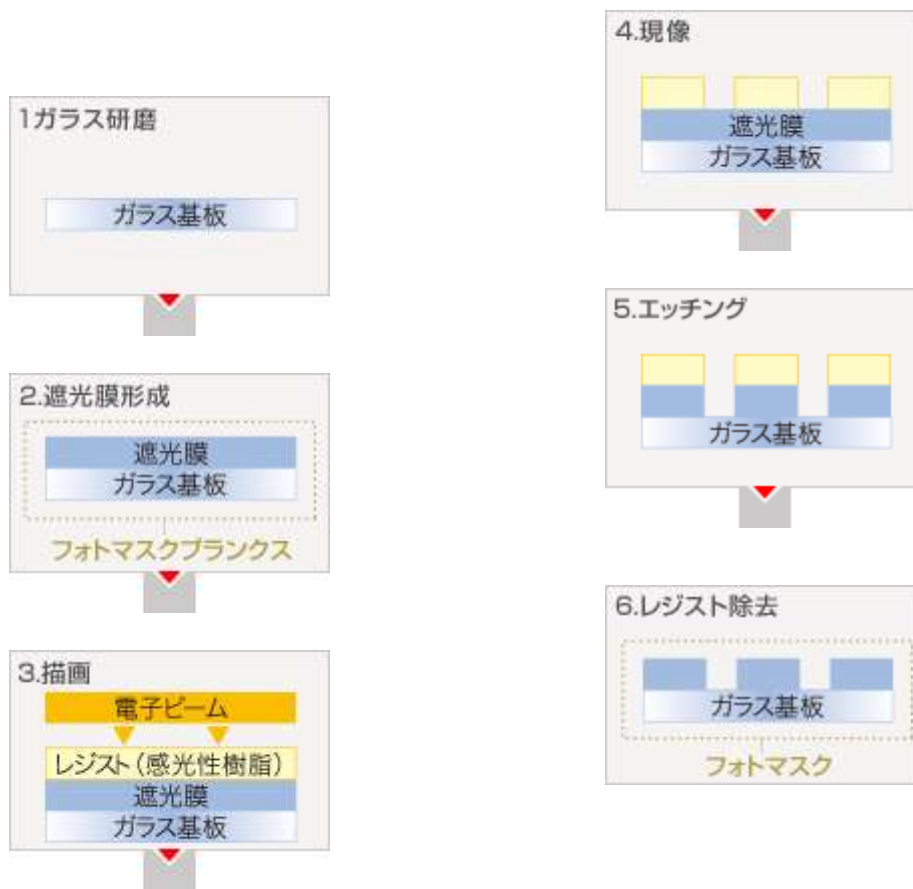 1ガラス研磨
ガラス基板
2.遮光膜形成
遮光膜
ガラス基板
フォトマスクブランクス
3.描画
電子ビーム
レジスト(感光性樹脂)
遮光膜
ガラス基板
4.現像
遮光膜
ガラス基板
5.エッチング
ガラス基板
6.レジスト除去
ガラス基板
フォトマスク